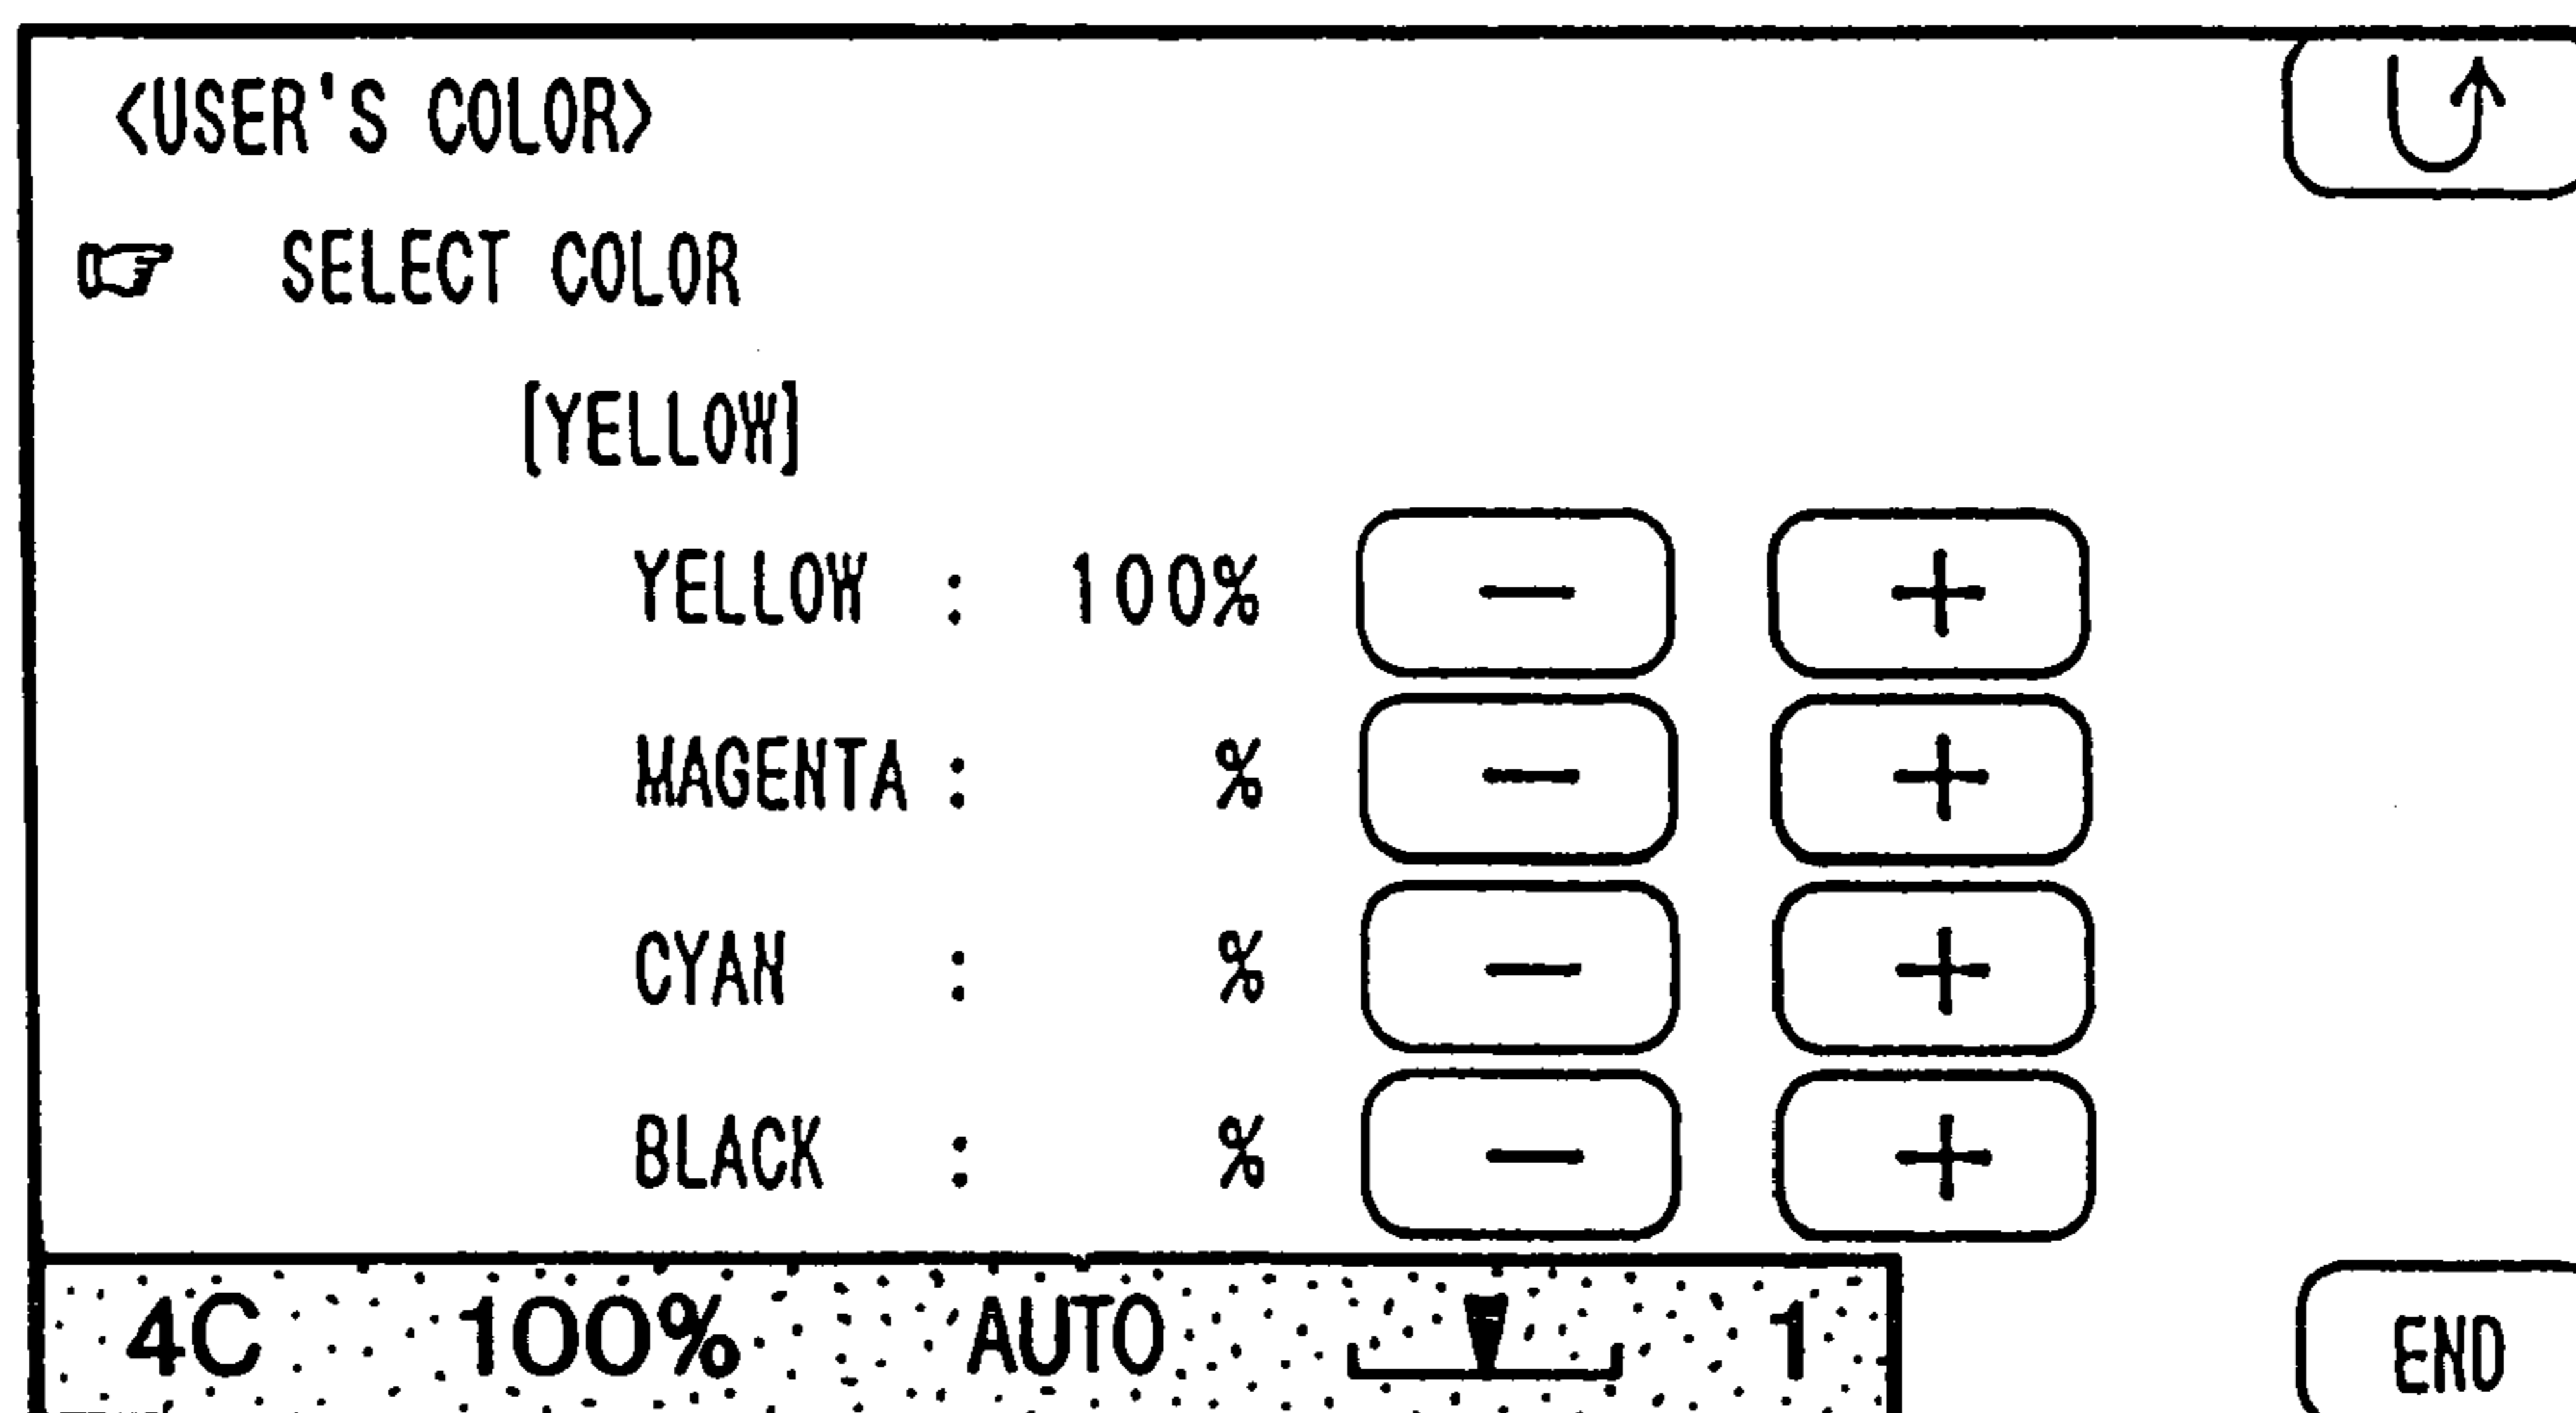 <USER'S COLOR>
SELECT COLOR
[YELLOW]
YELLOW : 100% − +
MAGENTA : % − +
CYAN : % − +
BLACK : % − +
4C 100% AUTO 1
END